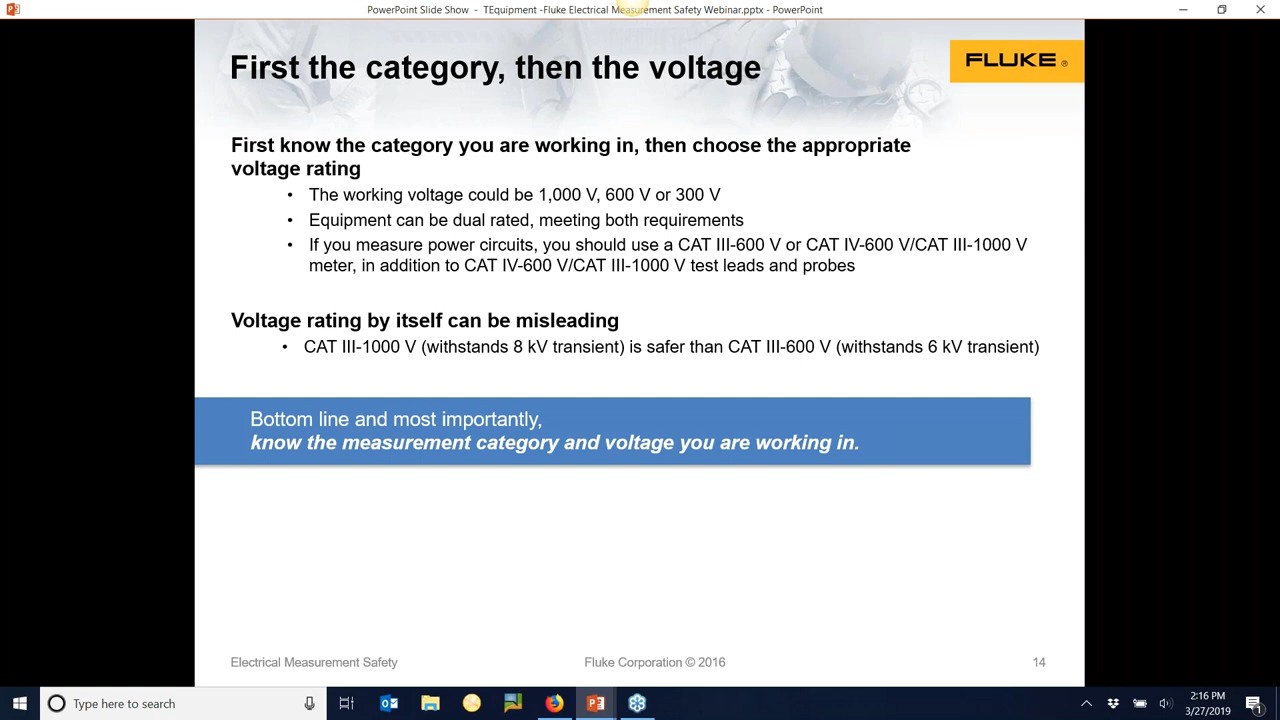 PowerPoint Slide Show - TEquipment -Fluke Electrical Measurement Safety Webinar.pptx - PowerPoint
First the category, then the voltage
FLUKE ®
First know the category you are working in, then choose the appropriate
voltage rating
• The working voltage could be 1,000 V, 600 V or 300 V
• Equipment can be dual rated, meeting both requirements
• If you measure power circuits, you should use a CAT III-600 V or CAT IV-600 V/CAT III-1000 V
meter, in addition to CAT IV-600 V/CAT III-1000 V test leads and probes
Voltage rating by itself can be misleading
• CAT III-1000 V (withstands 8 kV transient) is safer than CAT III-600 V (withstands 6 kV transient)
Bottom line and most importantly,
know the measurement category and voltage you are working in.
Electrical Measurement Safety
Fluke Corporation © 2016
14
Type here to search
2:16 PM
3/27/2019
1